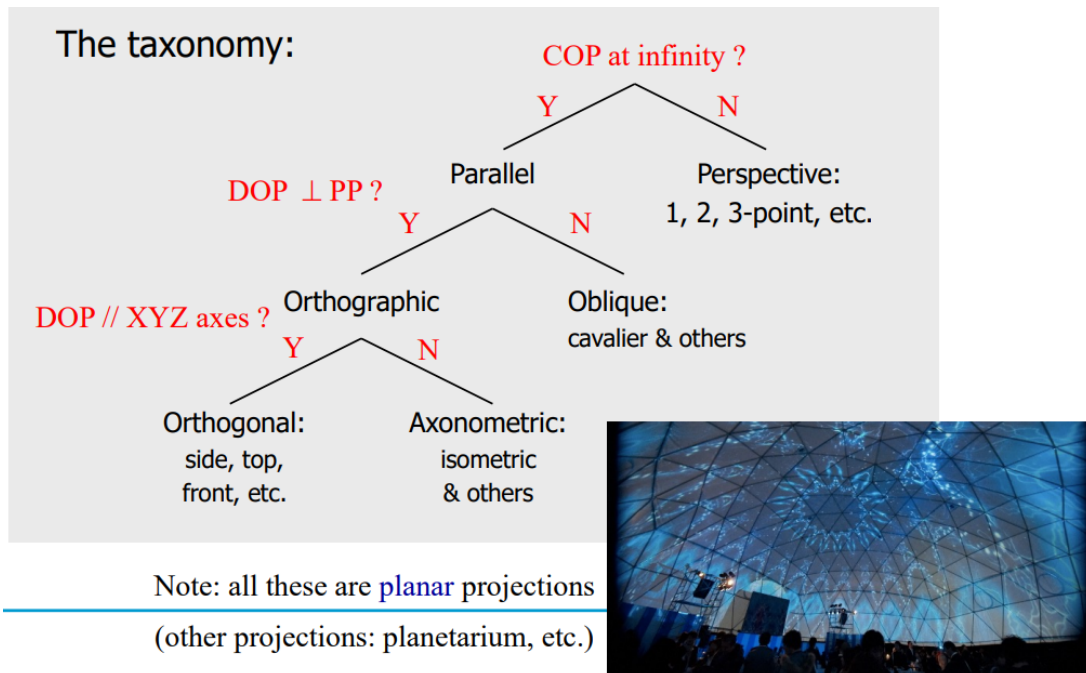 The taxonomy:
COP at infinity ?
Y
N
Parallel
Perspective:
1, 2, 3-point, etc.
DOP ⊥ PP ?
Y
N
Orthographic
Oblique:
cavalier & others
DOP // XYZ axes ?
Y
N
Orthogonal:
side, top,
front, etc.
Axonometric:
isometric
& others
Note: all these are planar projections
(other projections: planetarium, etc.)